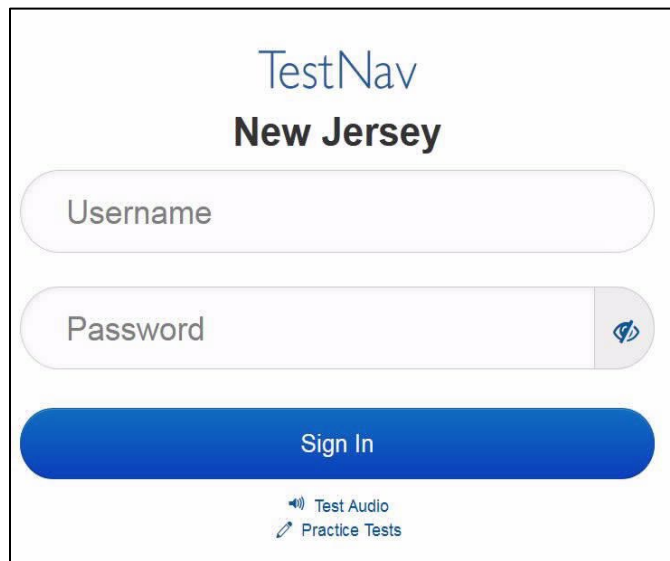 TestNav
New Jersey
Username
Password
Sign In
Test Audio
Practice Tests